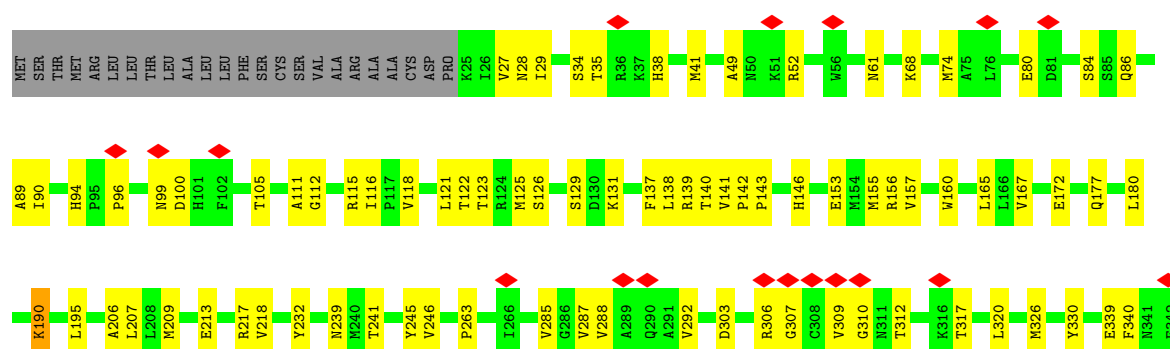 MET SER THR MET ARG LEU LEU THR LEU ALA LEU LEU PHE SER CYS SER VAL ALA ARG ALA ALA CYS ASP PRO K25 I26 V27 N28 I29 S34 T35 R36 K37 H38 M41 A49 N50 K51 R52 W56 N61 K68 M74 A75 L76 E80 D81 S84 S85 Q86
A89 I90 H94 P95 P96 N99 D100 H101 F102 T105 A111 G112 R115 I116 P117 V118 L121 T122 T123 R124 M125 S126 S129 D130 K131 F137 L138 R139 T140 V141 P142 P143 H146 E153 M154 M155 R156 V157 W160 L165 L166 V167 E172 Q177 L180
K190 L195 A206 L207 L208 M209 E213 R217 V218 Y232 N239 M240 T241 Y245 V246 P263 I266 V285 G286 V287 V288 A289 Q290 A291 V292 D303 R306 G307 C308 V309 G310 N311 T312 K316 T317 L320 M326 Y330 E339 F340 N341